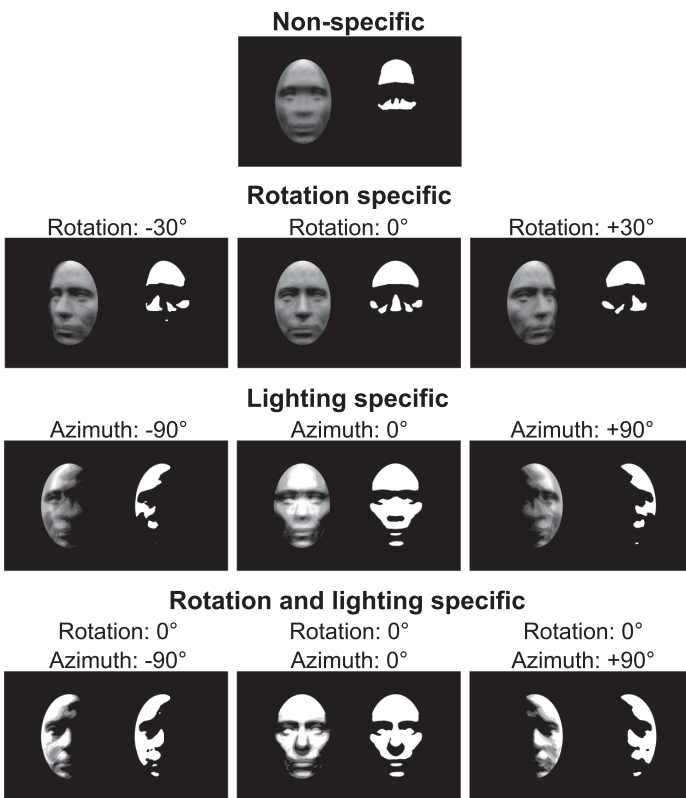 Non-specific
Rotation specific
Rotation: -30° Rotation: 0° Rotation: +30°
Lighting specific
Azimuth: -90° Azimuth: 0° Azimuth: +90°
Rotation and lighting specific
Rotation: 0° Rotation: 0° Rotation: 0°
Azimuth: -90° Azimuth: 0° Azimuth: +90°